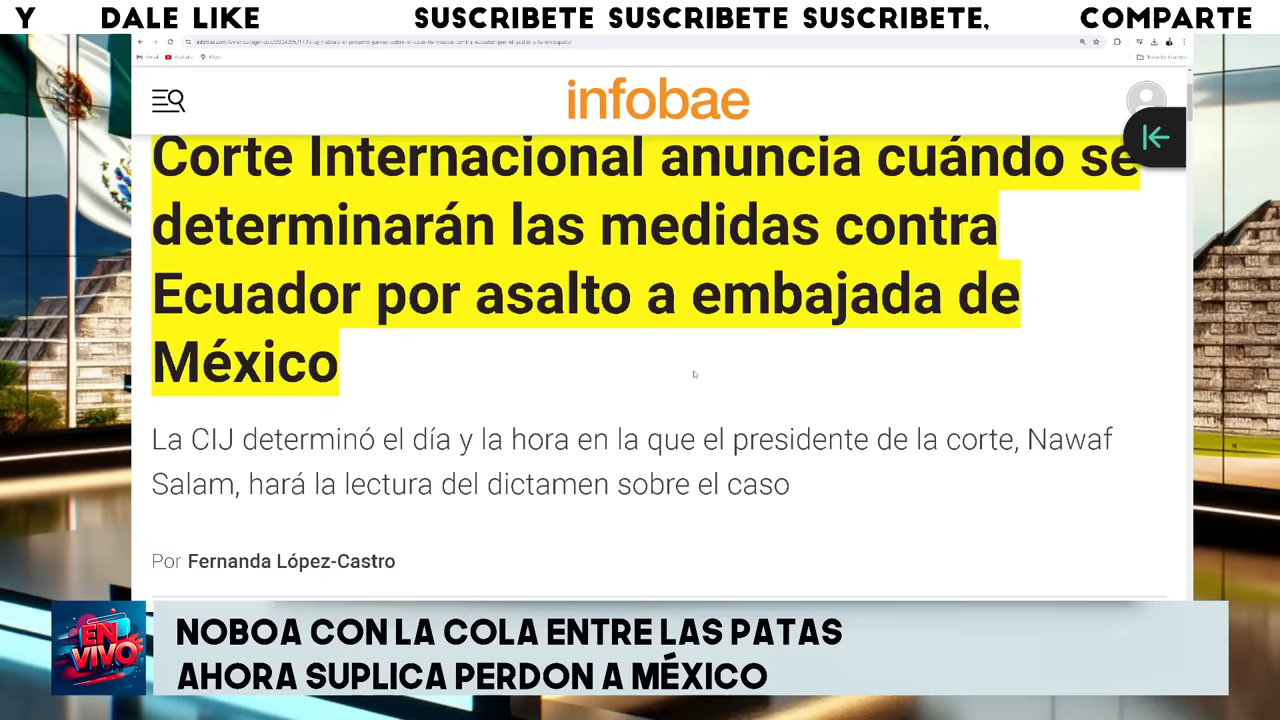 Y DALE LIKE SUSCRIBETE SUSCRIBETE SUSCRIBETE, COMPARTE
infobae
Corte Internacional anuncia cuándo se
determinarán las medidas contra
Ecuador por asalto a embajada de
México
La CIJ determinó el día y la hora en la que el presidente de la corte, Nawaf
Salam, hará la lectura del dictamen sobre el caso
Por Fernanda López-Castro
EN
VIVO
NOBOA CON LA COLA ENTRE LAS PATAS
AHORA SUPLICA PERDON A MÉXICO